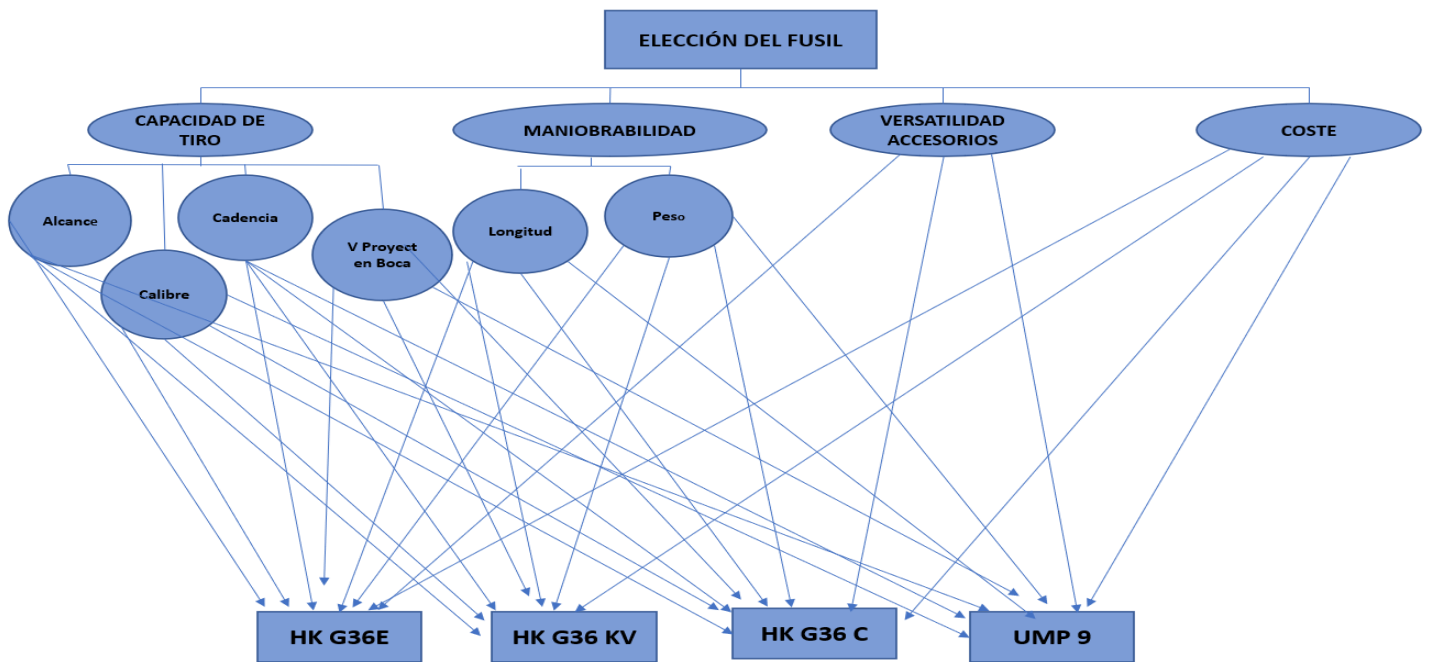 ELECCIÓN DEL FUSIL
CAPACIDAD DE
TIRO
MANIOBRABILIDAD
VERSATILIDAD
ACCESORIOS
COSTE
Alcance
Calibre
Cadencia
V Proyect
en Boca
Longitud
Peso
HK G36E
HK G36 KV
HK G36 C
UMP 9